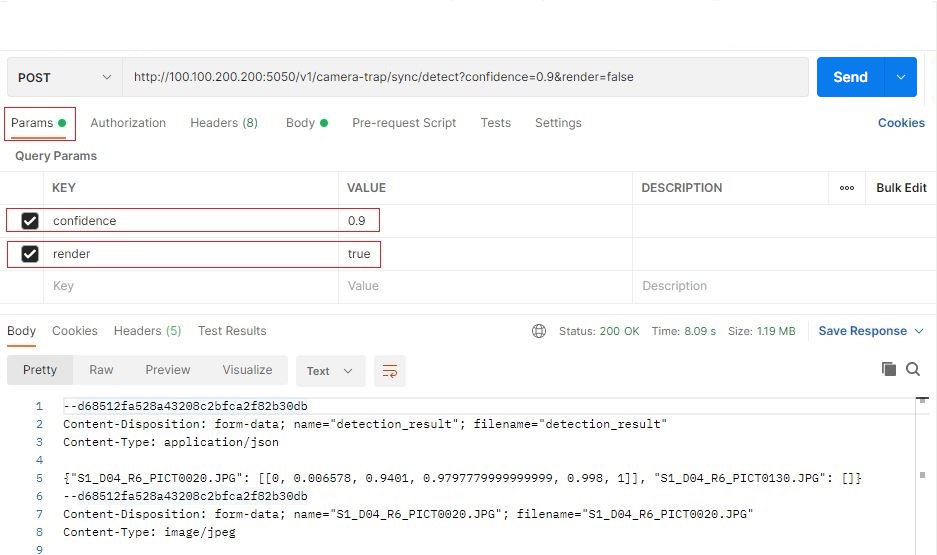 POST http://100.100.200.200:5050/v1/camera-trap/sync/detect?confidence=0.9&render=false Send
Params Authorization Headers (8) Body Pre-request Script Tests Settings Cookies
Query Params
KEY VALUE DESCRIPTION ooo Bulk Edit
confidence 0.9
render true
Key Value Description
Body Cookies Headers (5) Test Results Status: 200 OK Time: 8.09 s Size: 1.19 MB Save Response
Pretty Raw Preview Visualize Text
1 --d68512fa528a43208c2bfca2f82b30db
2 Content-Disposition: form-data; name="detection_result"; filename="detection_result"
3 Content-Type: application/json
4
5 {"S1_D04_R6_PICT0020.JPG": [[0, 0.006578, 0.9401, 0.9797779999999999, 0.998, 1]], "S1_D04_R6_PICT0130.JPG": []}
6 --d68512fa528a43208c2bfca2f82b30db
7 Content-Disposition: form-data; name="S1_D04_R6_PICT0020.JPG"; filename="S1_D04_R6_PICT0020.JPG"
8 Content-Type: image/jpeg
9